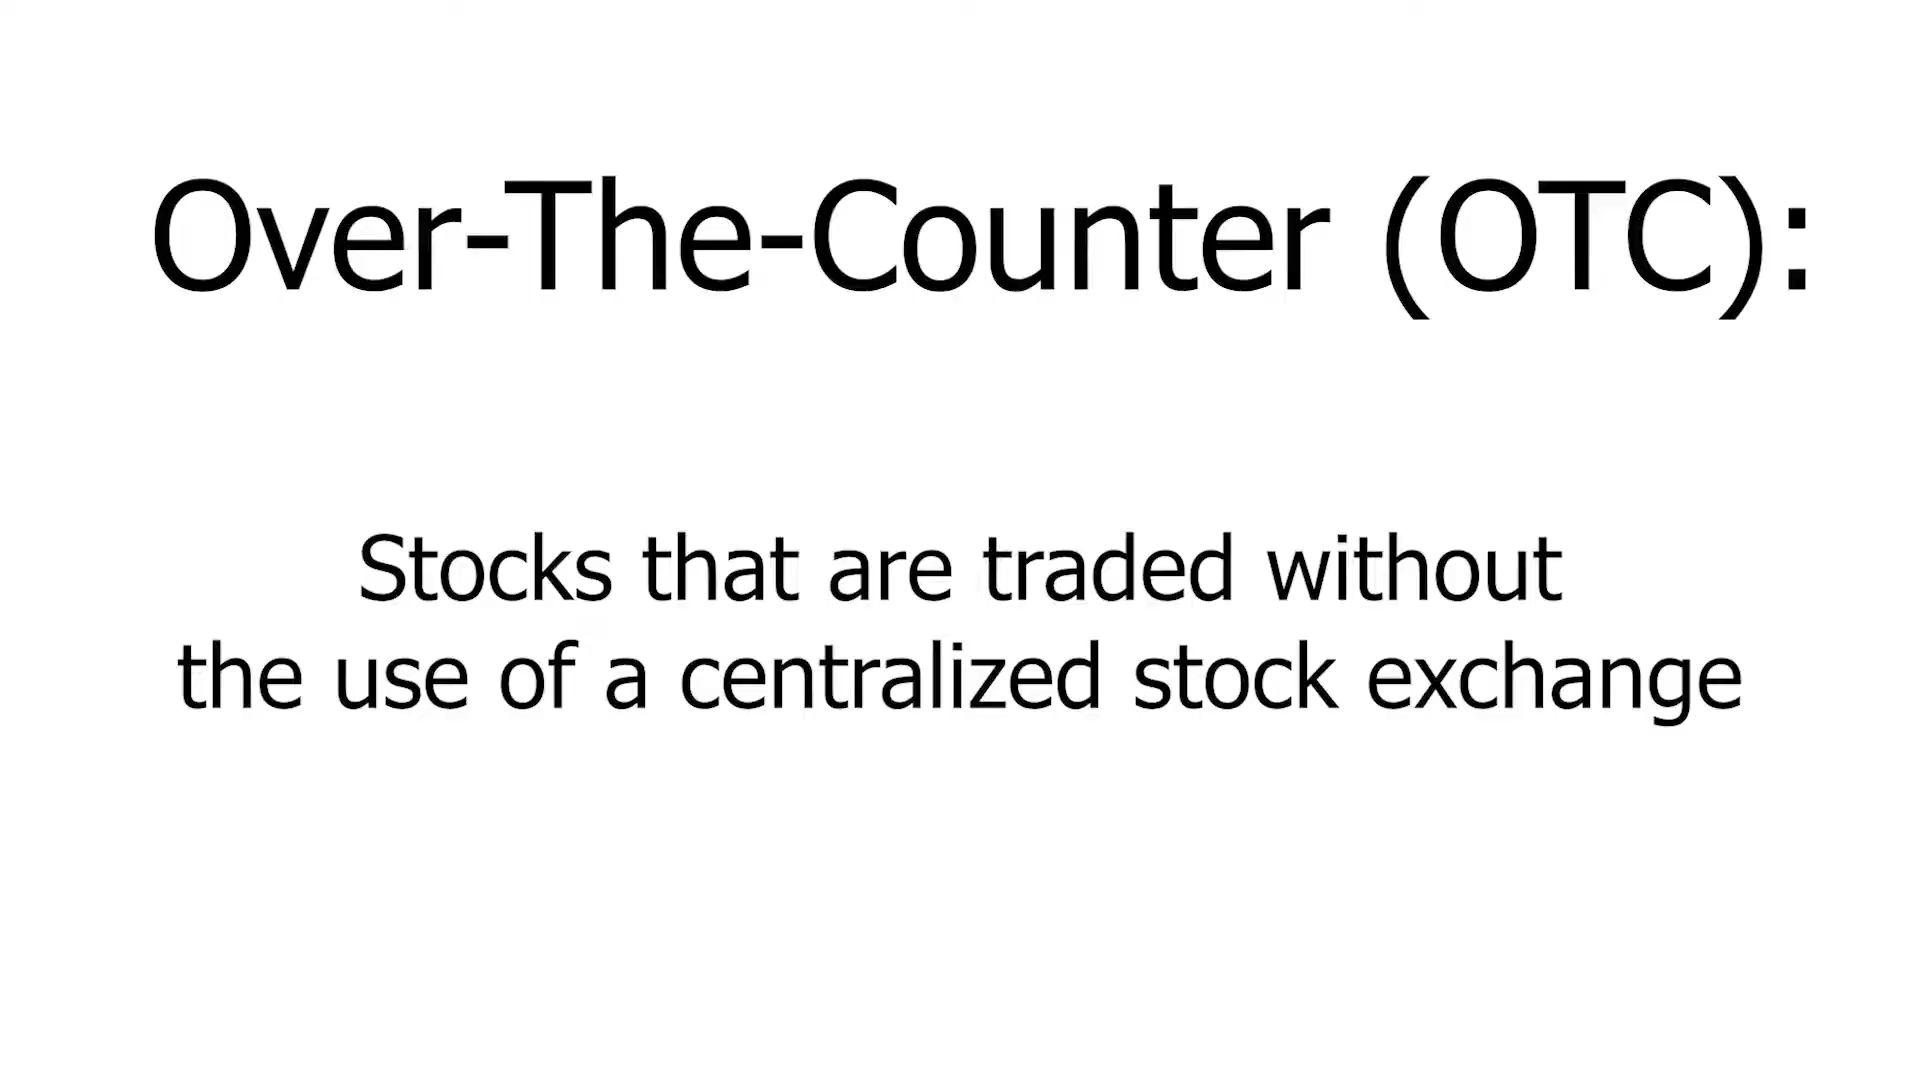 Over-The-Counter (OTC):
Stocks that are traded without
the use of a centralized stock exchange